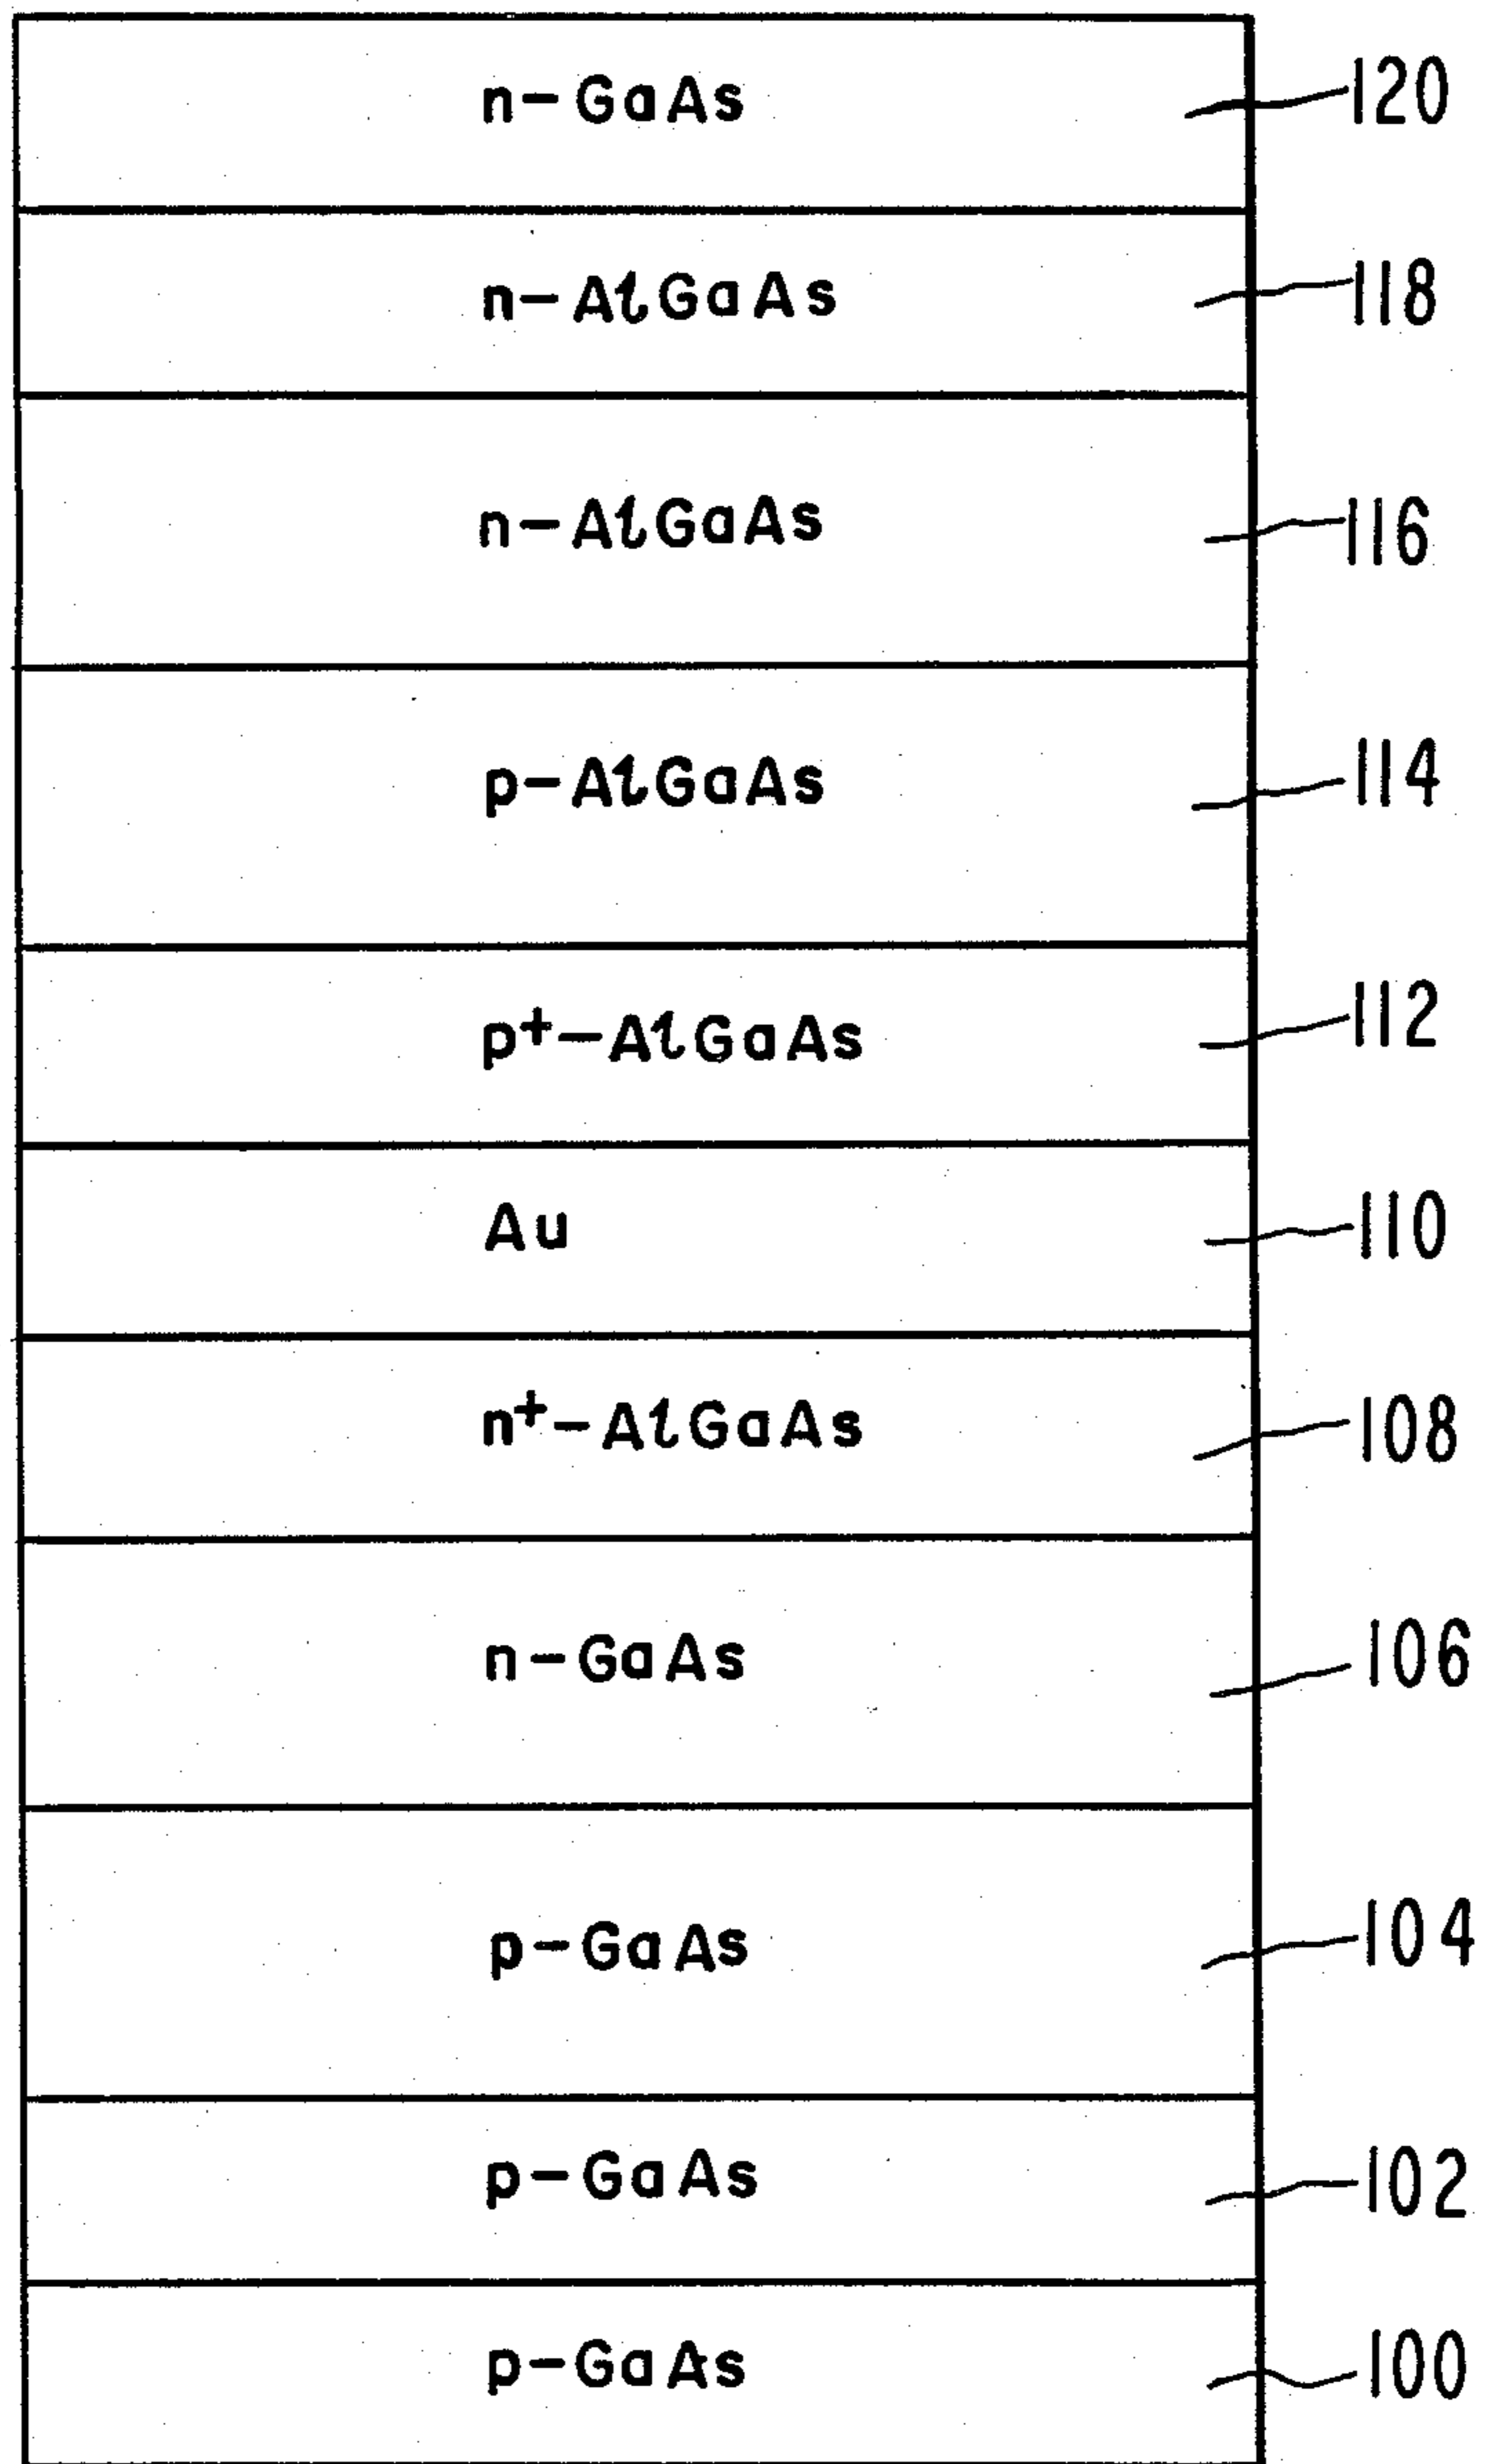 n-GaAs 120
n-AlGaAs 118
n-AlGaAs 116
p-AlGaAs 114
p+-AlGaAs 112
Au 110
n+-AlGaAs 108
n-GaAs 106
p-GaAs 104
p-GaAs 102
p-GaAs 100